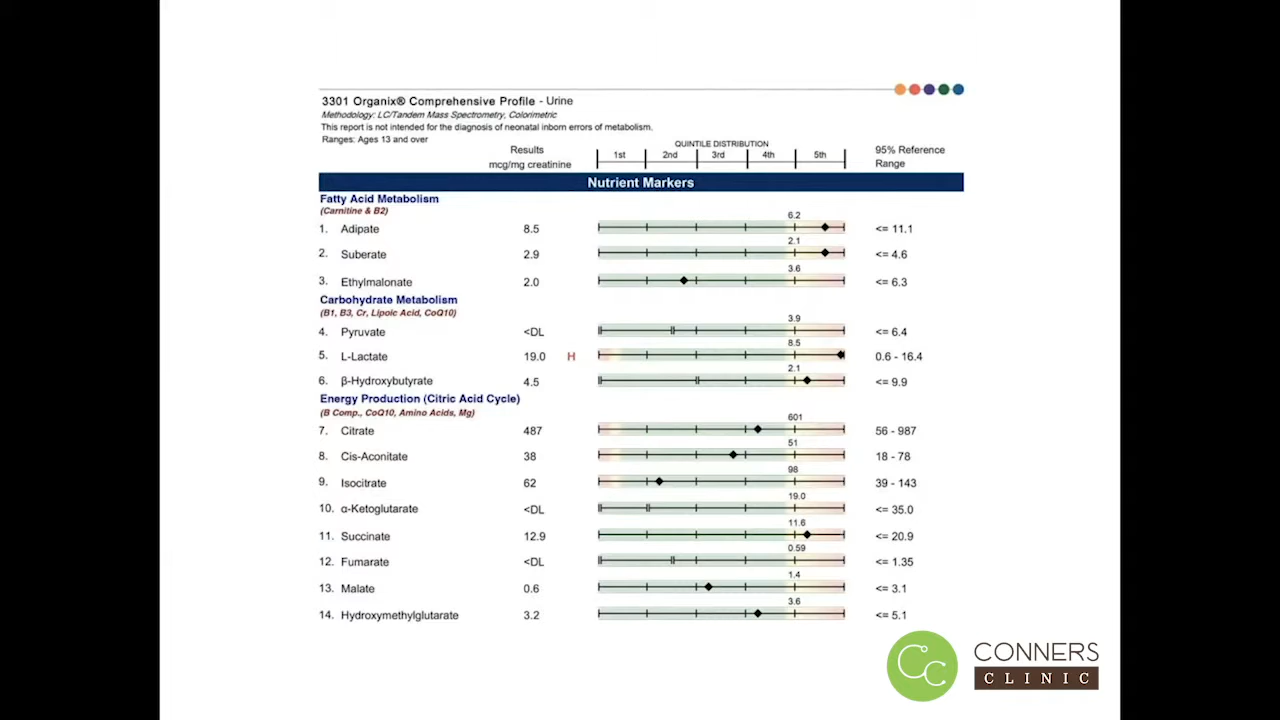 3301 Organix® Comprehensive Profile - Urine
Methodology: LC/Tandem Mass Spectrometry, Colorimetric
This report is not intended for the diagnosis of neonatal inborn errors of metabolism.
Ranges: Ages 13 and over
Results
mcg/mg creatinine
QUINTILE DISTRIBUTION
1st 2nd 3rd 4th 5th
95% Reference
Range
Nutrient Markers
Fatty Acid Metabolism
(Carnitine & B2)
6.2
1. Adipate 8.5 <= 11.1
2.1
2. Suberate 2.9 <= 4.6
3.6
3. Ethylmalonate 2.0 <= 6.3
Carbohydrate Metabolism
(B1, B3, Cr, Lipoic Acid, CoQ10)
3.9
4. Pyruvate <DL <= 6.4
8.5
5. L-Lactate 19.0 H 0.6 - 16.4
2.1
6. β-Hydroxybutyrate 4.5 <= 9.9
Energy Production (Citric Acid Cycle)
(B Comp., CoQ10, Amino Acids, Mg)
601
7. Citrate 487 56 - 987
51
8. Cis-Aconitate 38 18 - 78
98
9. Isocitrate 62 39 - 143
19.0
10. α-Ketoglutarate <DL <= 35.0
11.6
11. Succinate 12.9 <= 20.9
0.59
12. Fumarate <DL <= 1.35
1.4
13. Malate 0.6 <= 3.1
3.6
14. Hydroxymethylglutarate 3.2 <= 5.1
CC
CONNERS
CLINIC